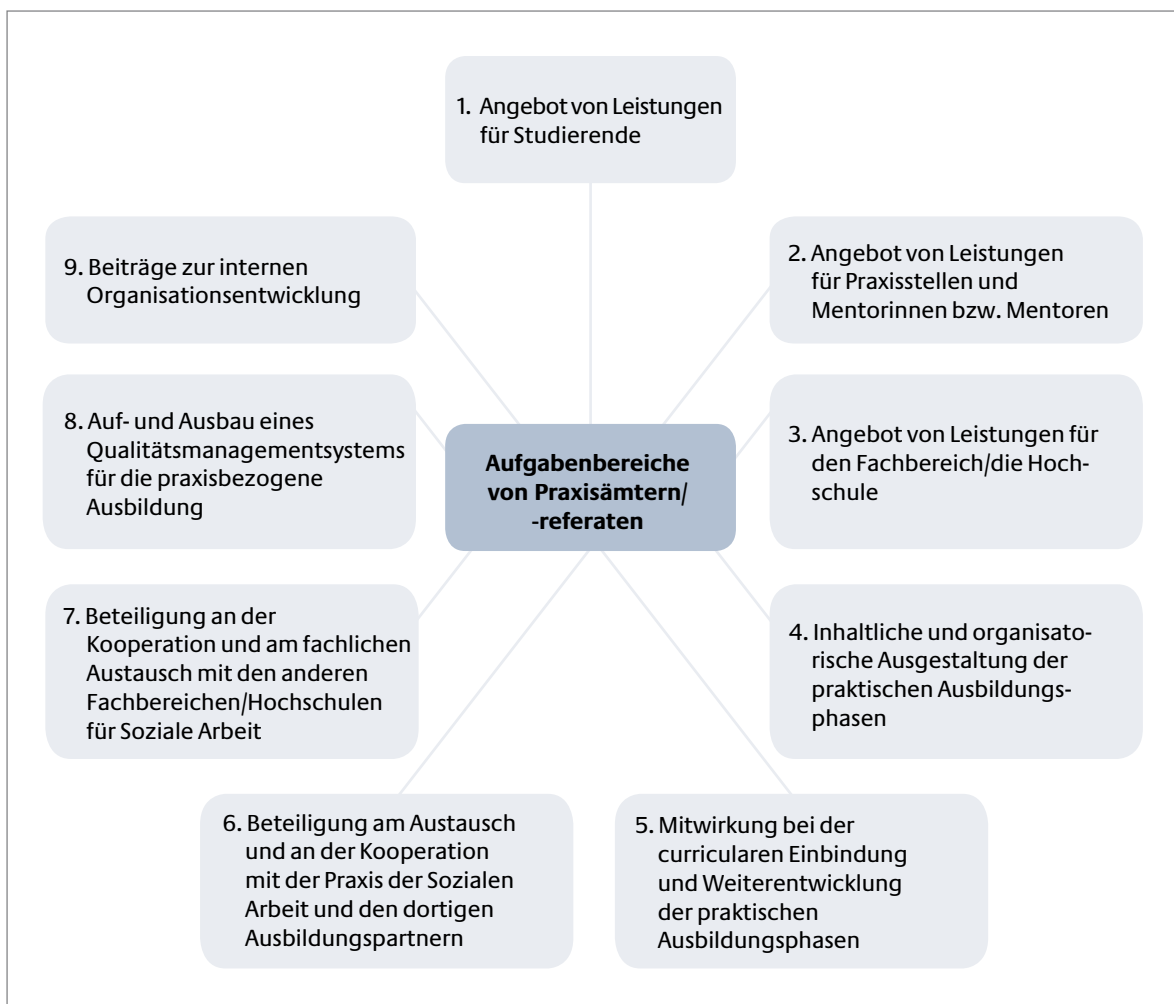 1. Angebot von Leistungen
für Studierende
2. Angebot von Leistungen
für Praxisstellen und
Mentorinnen bzw. Mentoren
3. Angebot von Leistungen für
den Fachbereich/die Hoch-
schule
4. Inhaltliche und organisato-
rische Ausgestaltung der
praktischen Ausbildungs-
phasen
5. Mitwirkung bei der
curricularen Einbindung
und Weiterentwicklung
der praktischen
Ausbildungsphasen
6. Beteiligung am Austausch
und an der Kooperation
mit der Praxis der Sozialen
Arbeit und den dortigen
Ausbildungspartnern
7. Beteiligung an der
Kooperation und am fachlichen
Austausch mit den anderen
Fachbereichen/Hochschulen
für Soziale Arbeit
8. Auf- und Ausbau eines
Qualitätsmanagementsystems
für die praxisbezogene
Ausbildung
9. Beiträge zur internen
Organisationsentwicklung
Aufgabenbereiche
von Praxisämtern/
-referaten